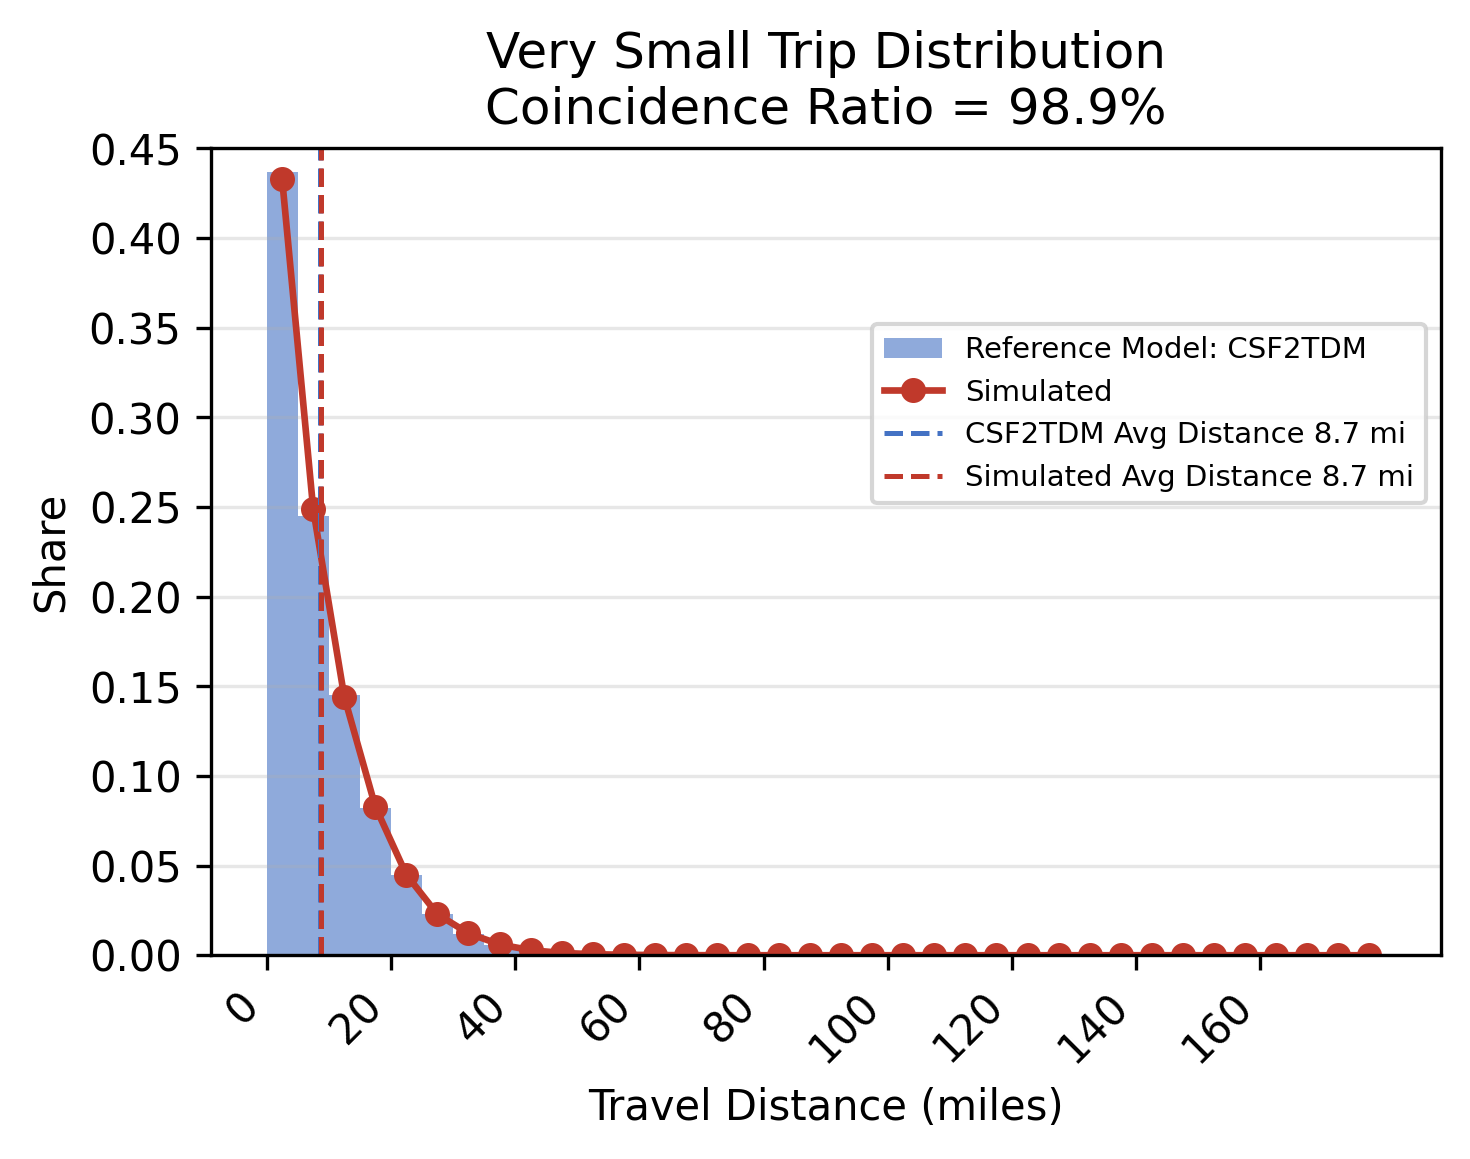 Very Small Trip Distribution
Coincidence Ratio = 98.9%
Share
0.45
0.40
0.35
0.30
0.25
0.20
0.15
0.10
0.05
0.00
Reference Model: CSF2TDM
Simulated
CSF2TDM Avg Distance 8.7 mi
Simulated Avg Distance 8.7 mi
0
20
40
60
80
100
120
140
160
Travel Distance (miles)